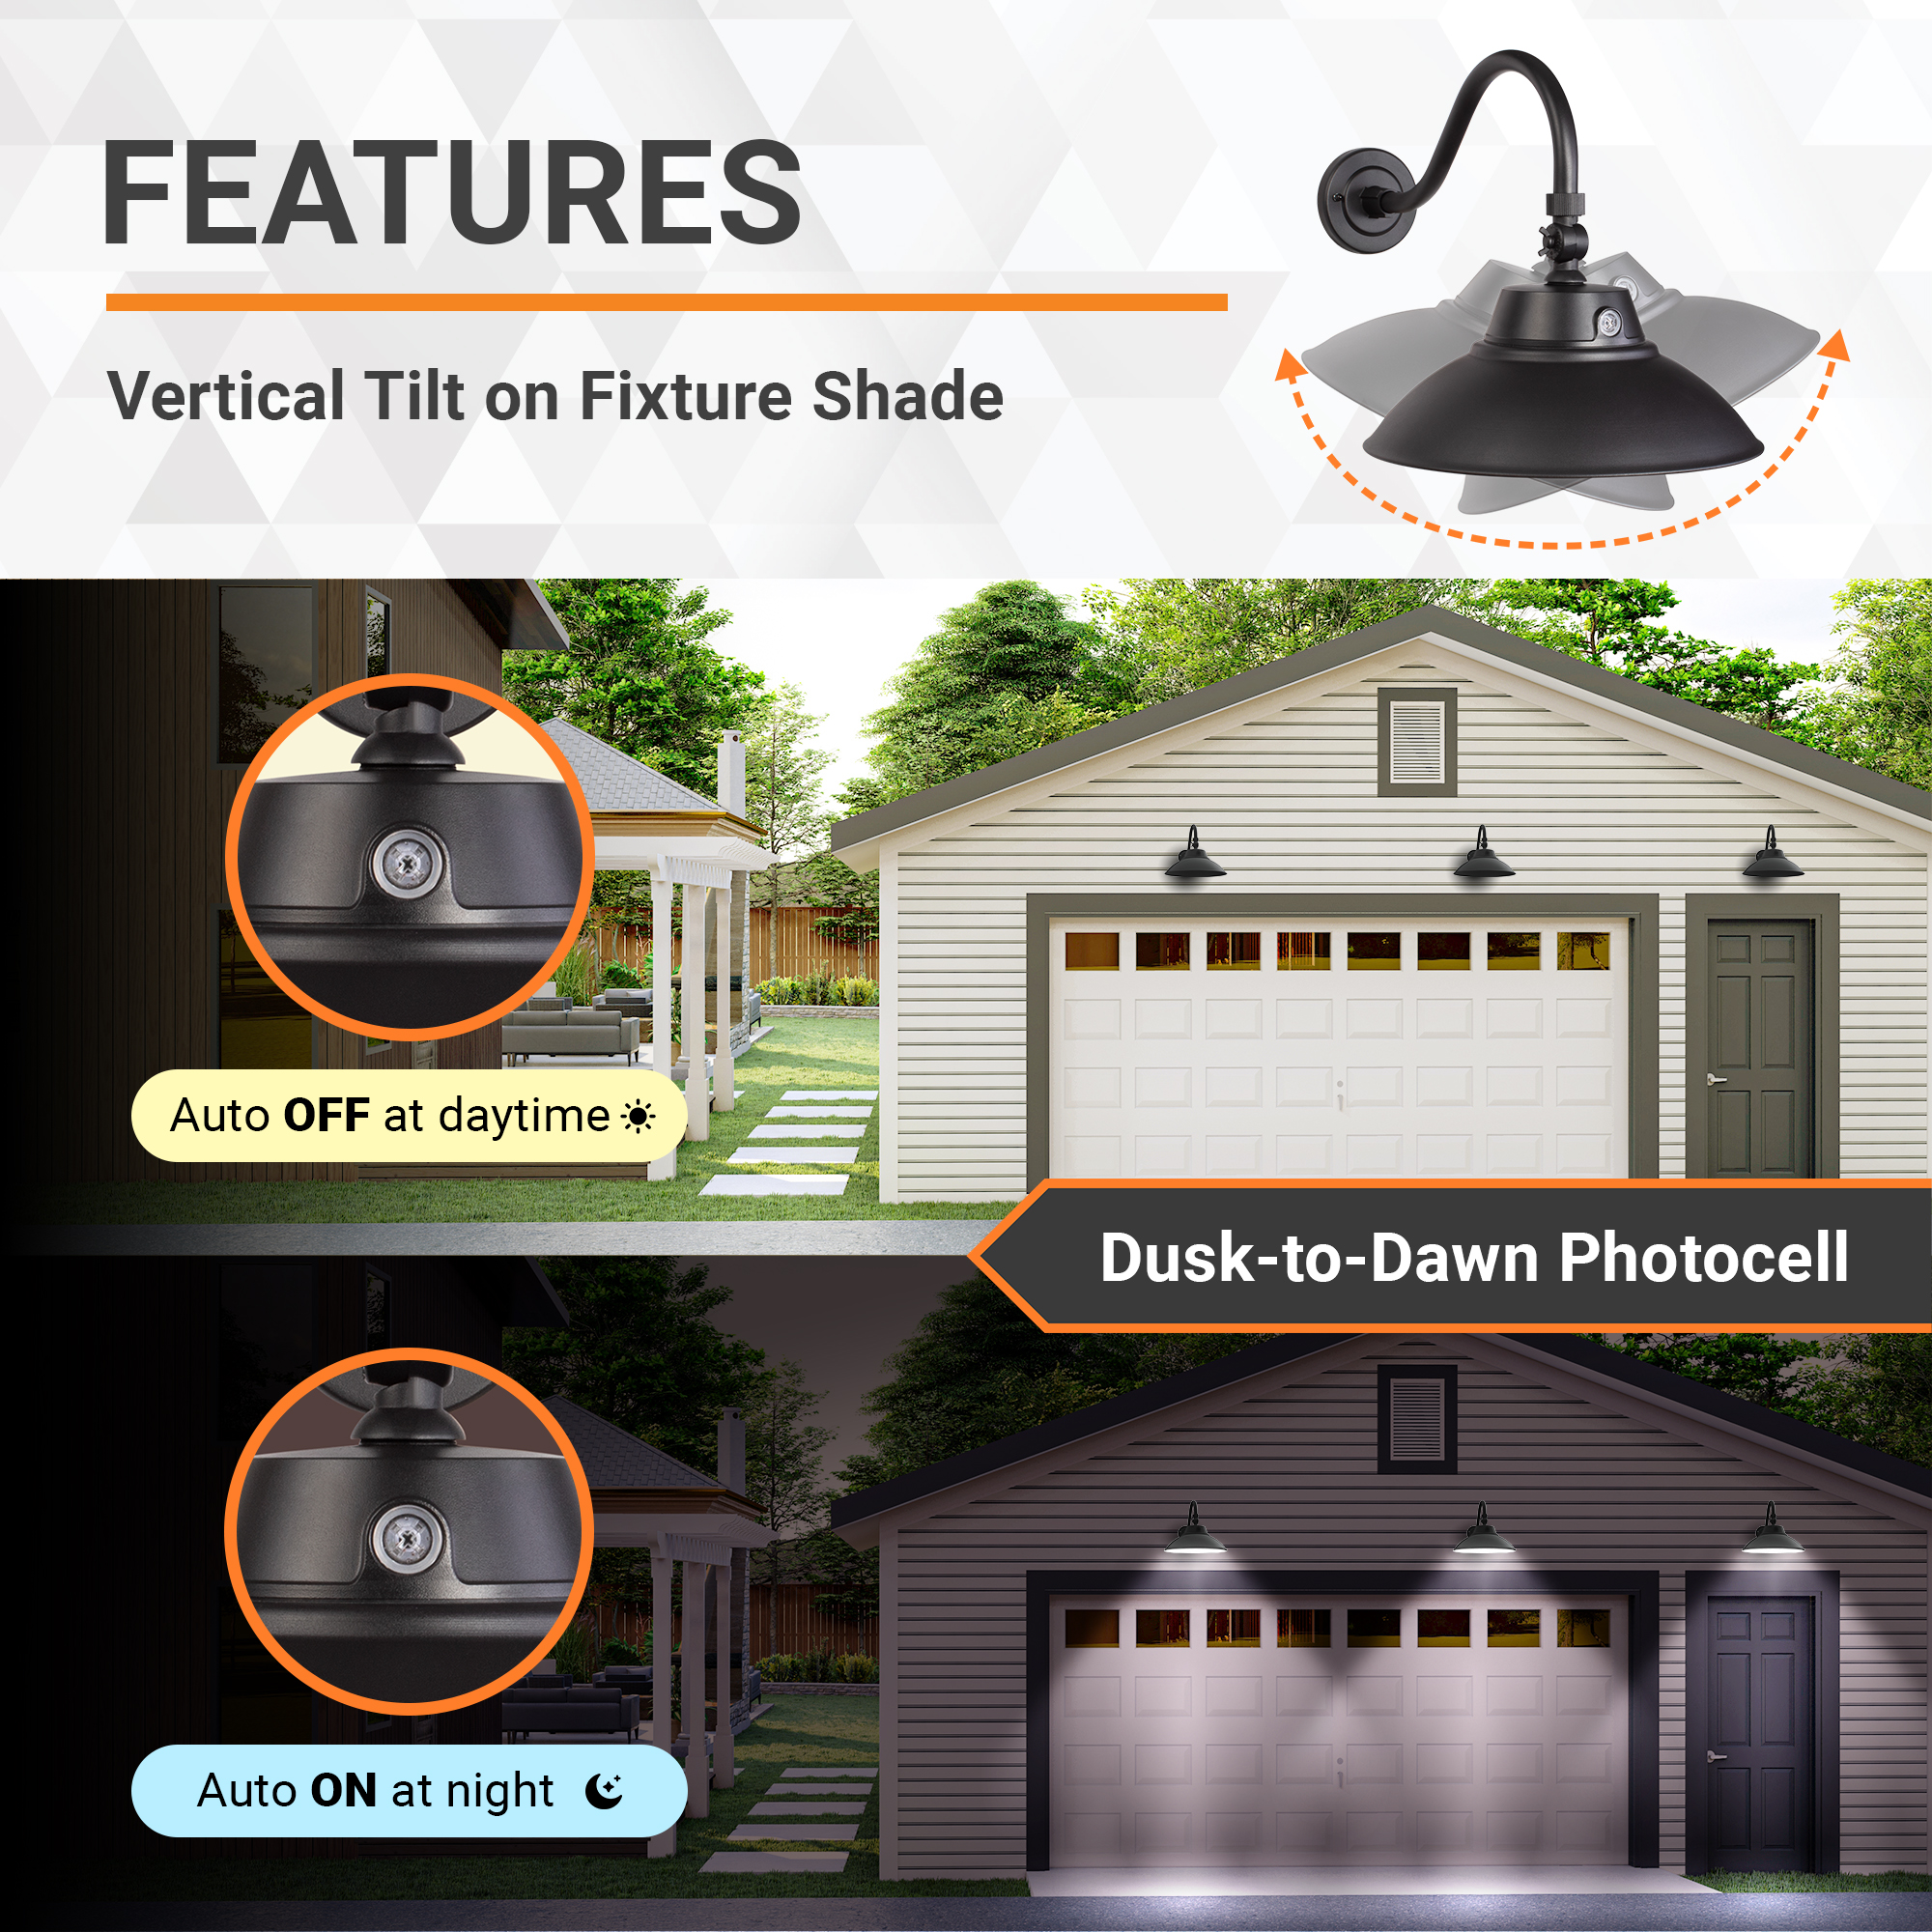 FEATURES
Vertical Tilt on Fixture Shade
Auto OFF at daytime
Dusk-to-Dawn Photocell
Auto ON at night